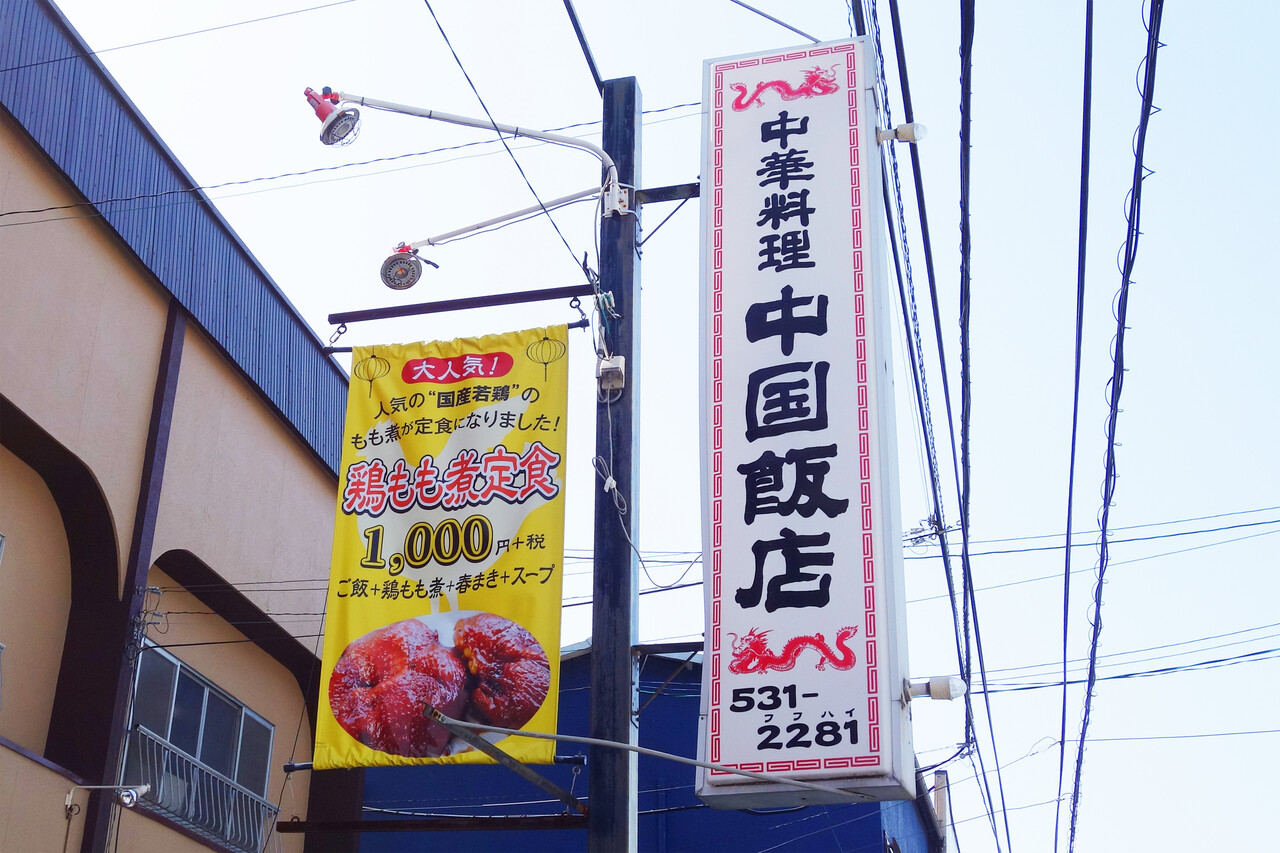 大人気!
人気の“国産若鶏”の
もも煮が定食になりました!
鶏もも煮定食
1,000円+税
ご飯+鶏もも煮+春まき+スープ
中華料理
中国飯店
531-
フフハイ
2281